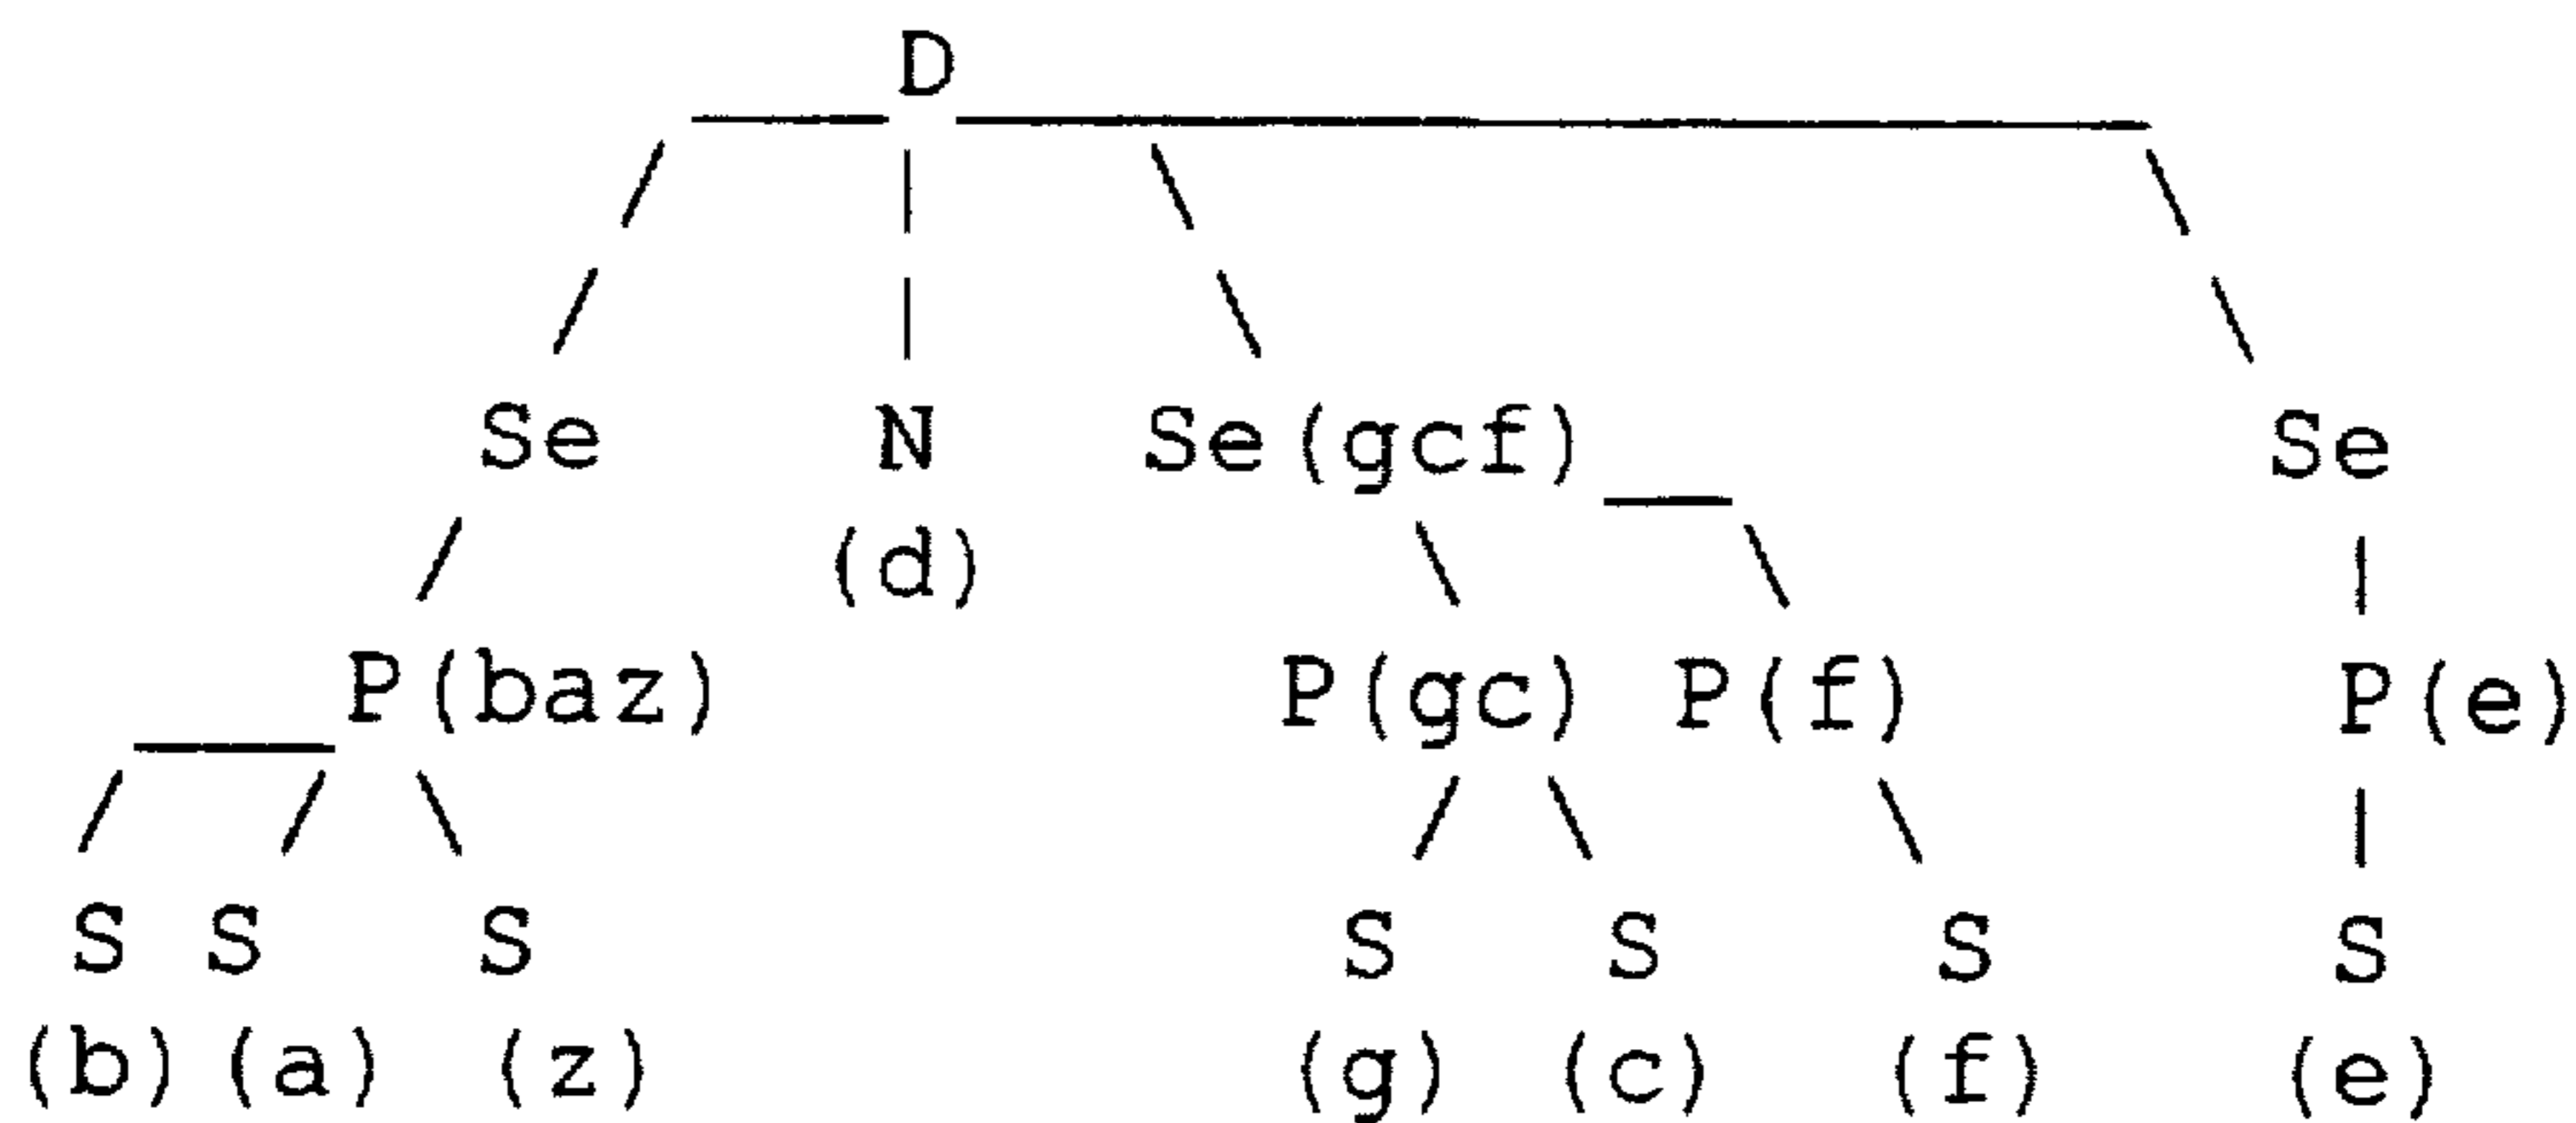 D
Se N Se(gcf) Se
(d)
P(baz) P(gc) P(f) P(e)
S S S S S S S
(b) (a) (z) (g) (c) (f) (e)